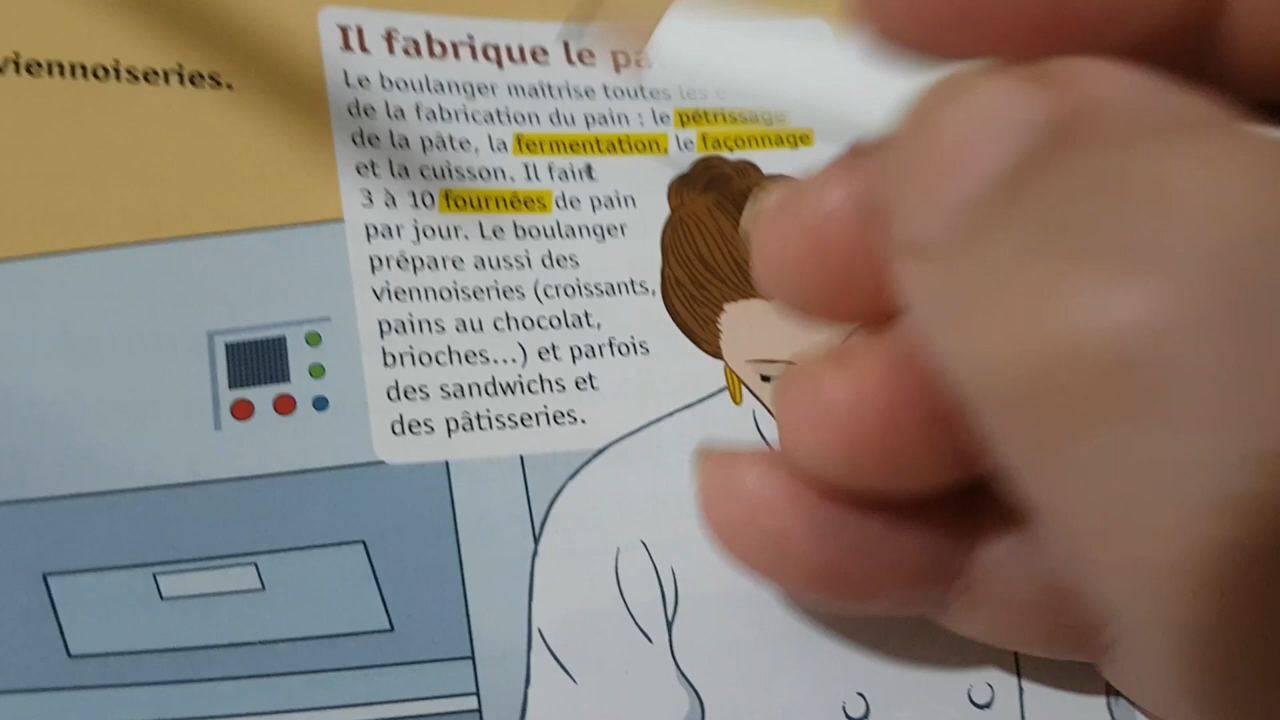 viennoiseries.
Il fabrique le pa
Le boulanger maîtrise toutes les
de la fabrication du pain : le pétrissage
de la pâte, la fermentation, le façonnage
et la cuisson. Il fait
3 à 10 fournées de pain
par jour. Le boulanger
prépare aussi des
viennoiseries (croissants,
pains au chocolat,
brioches...) et parfois
des sandwichs et
des pâtisseries.